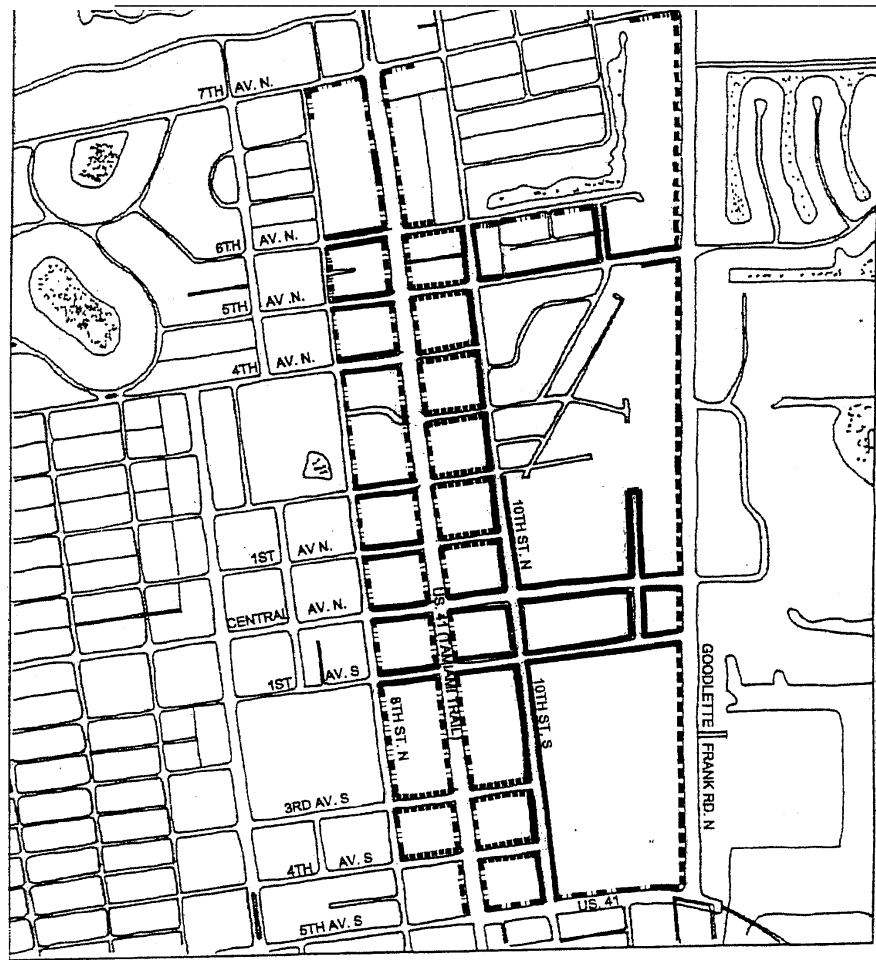 7TH AV. N.
6TH AV. N.
5TH AV .N.
4TH AV. N.
10TH ST. N
1ST AV N.
CENTRAL AV. N.
US. 41 (TAMIAMI TRAIL)
1ST AV. S
GOODLETTE FRANK RD. N
8TH ST. N
10TH ST. S
3RD AV. S
4TH AV. S
US. 41
5TH AV. S